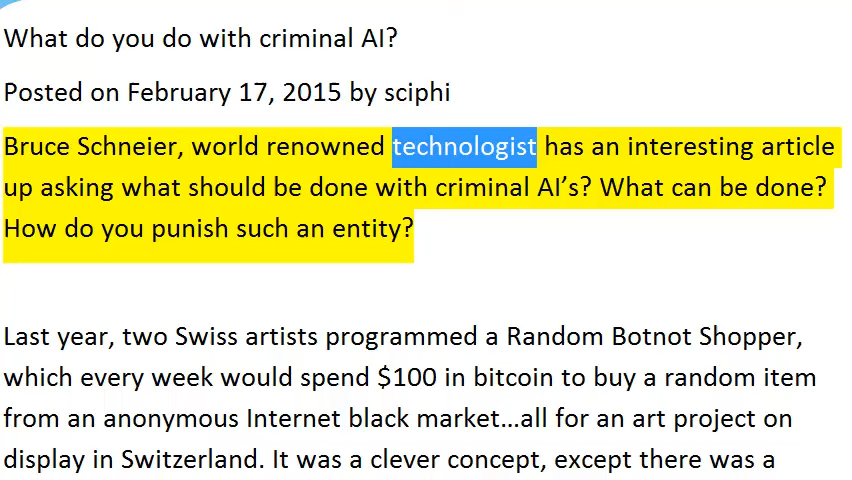 What do you do with criminal AI?
Posted on February 17, 2015 by sciphi
Bruce Schneier, world renowned technologist has an interesting article
up asking what should be done with criminal AI’s? What can be done?
How do you punish such an entity?
Last year, two Swiss artists programmed a Random Botnot Shopper,
which every week would spend $100 in bitcoin to buy a random item
from an anonymous Internet black market…all for an art project on
display in Switzerland. It was a clever concept, except there was a